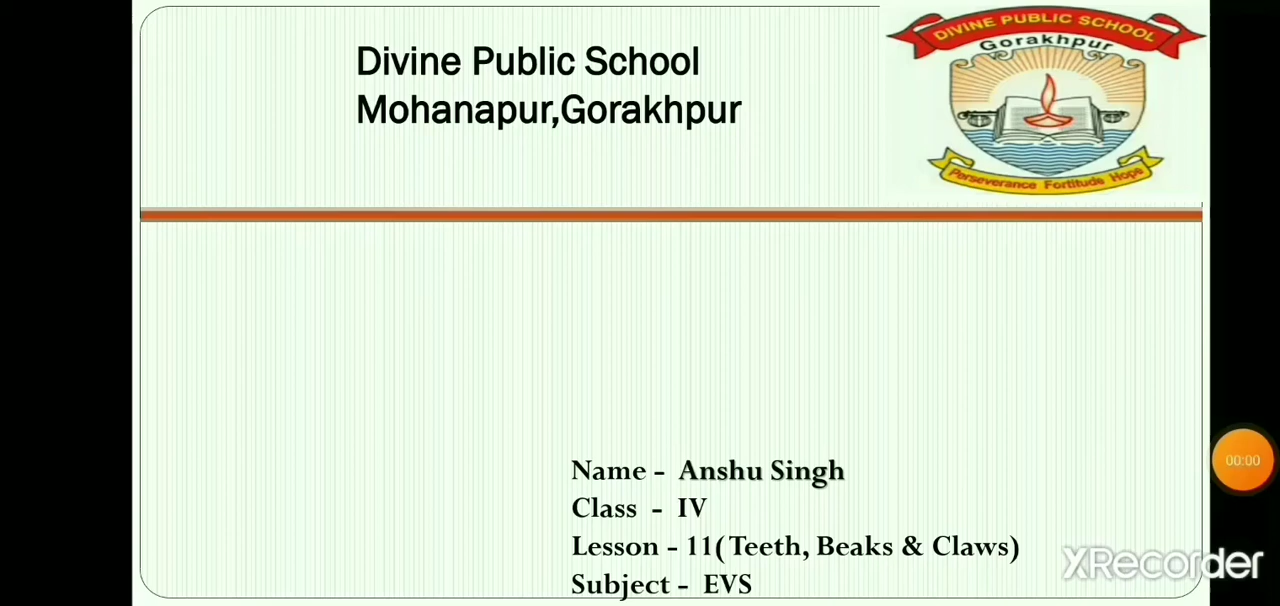 Divine Public School
Mohanapur,Gorakhpur
DIVINE PUBLIC SCHOOL
Gorakhpur
Perseverance Fortitude Hope
Name - Anshu Singh
Class - IV
Lesson - 11( Teeth, Beaks & Claws)
Subject - EVS
00:00
XRecorder